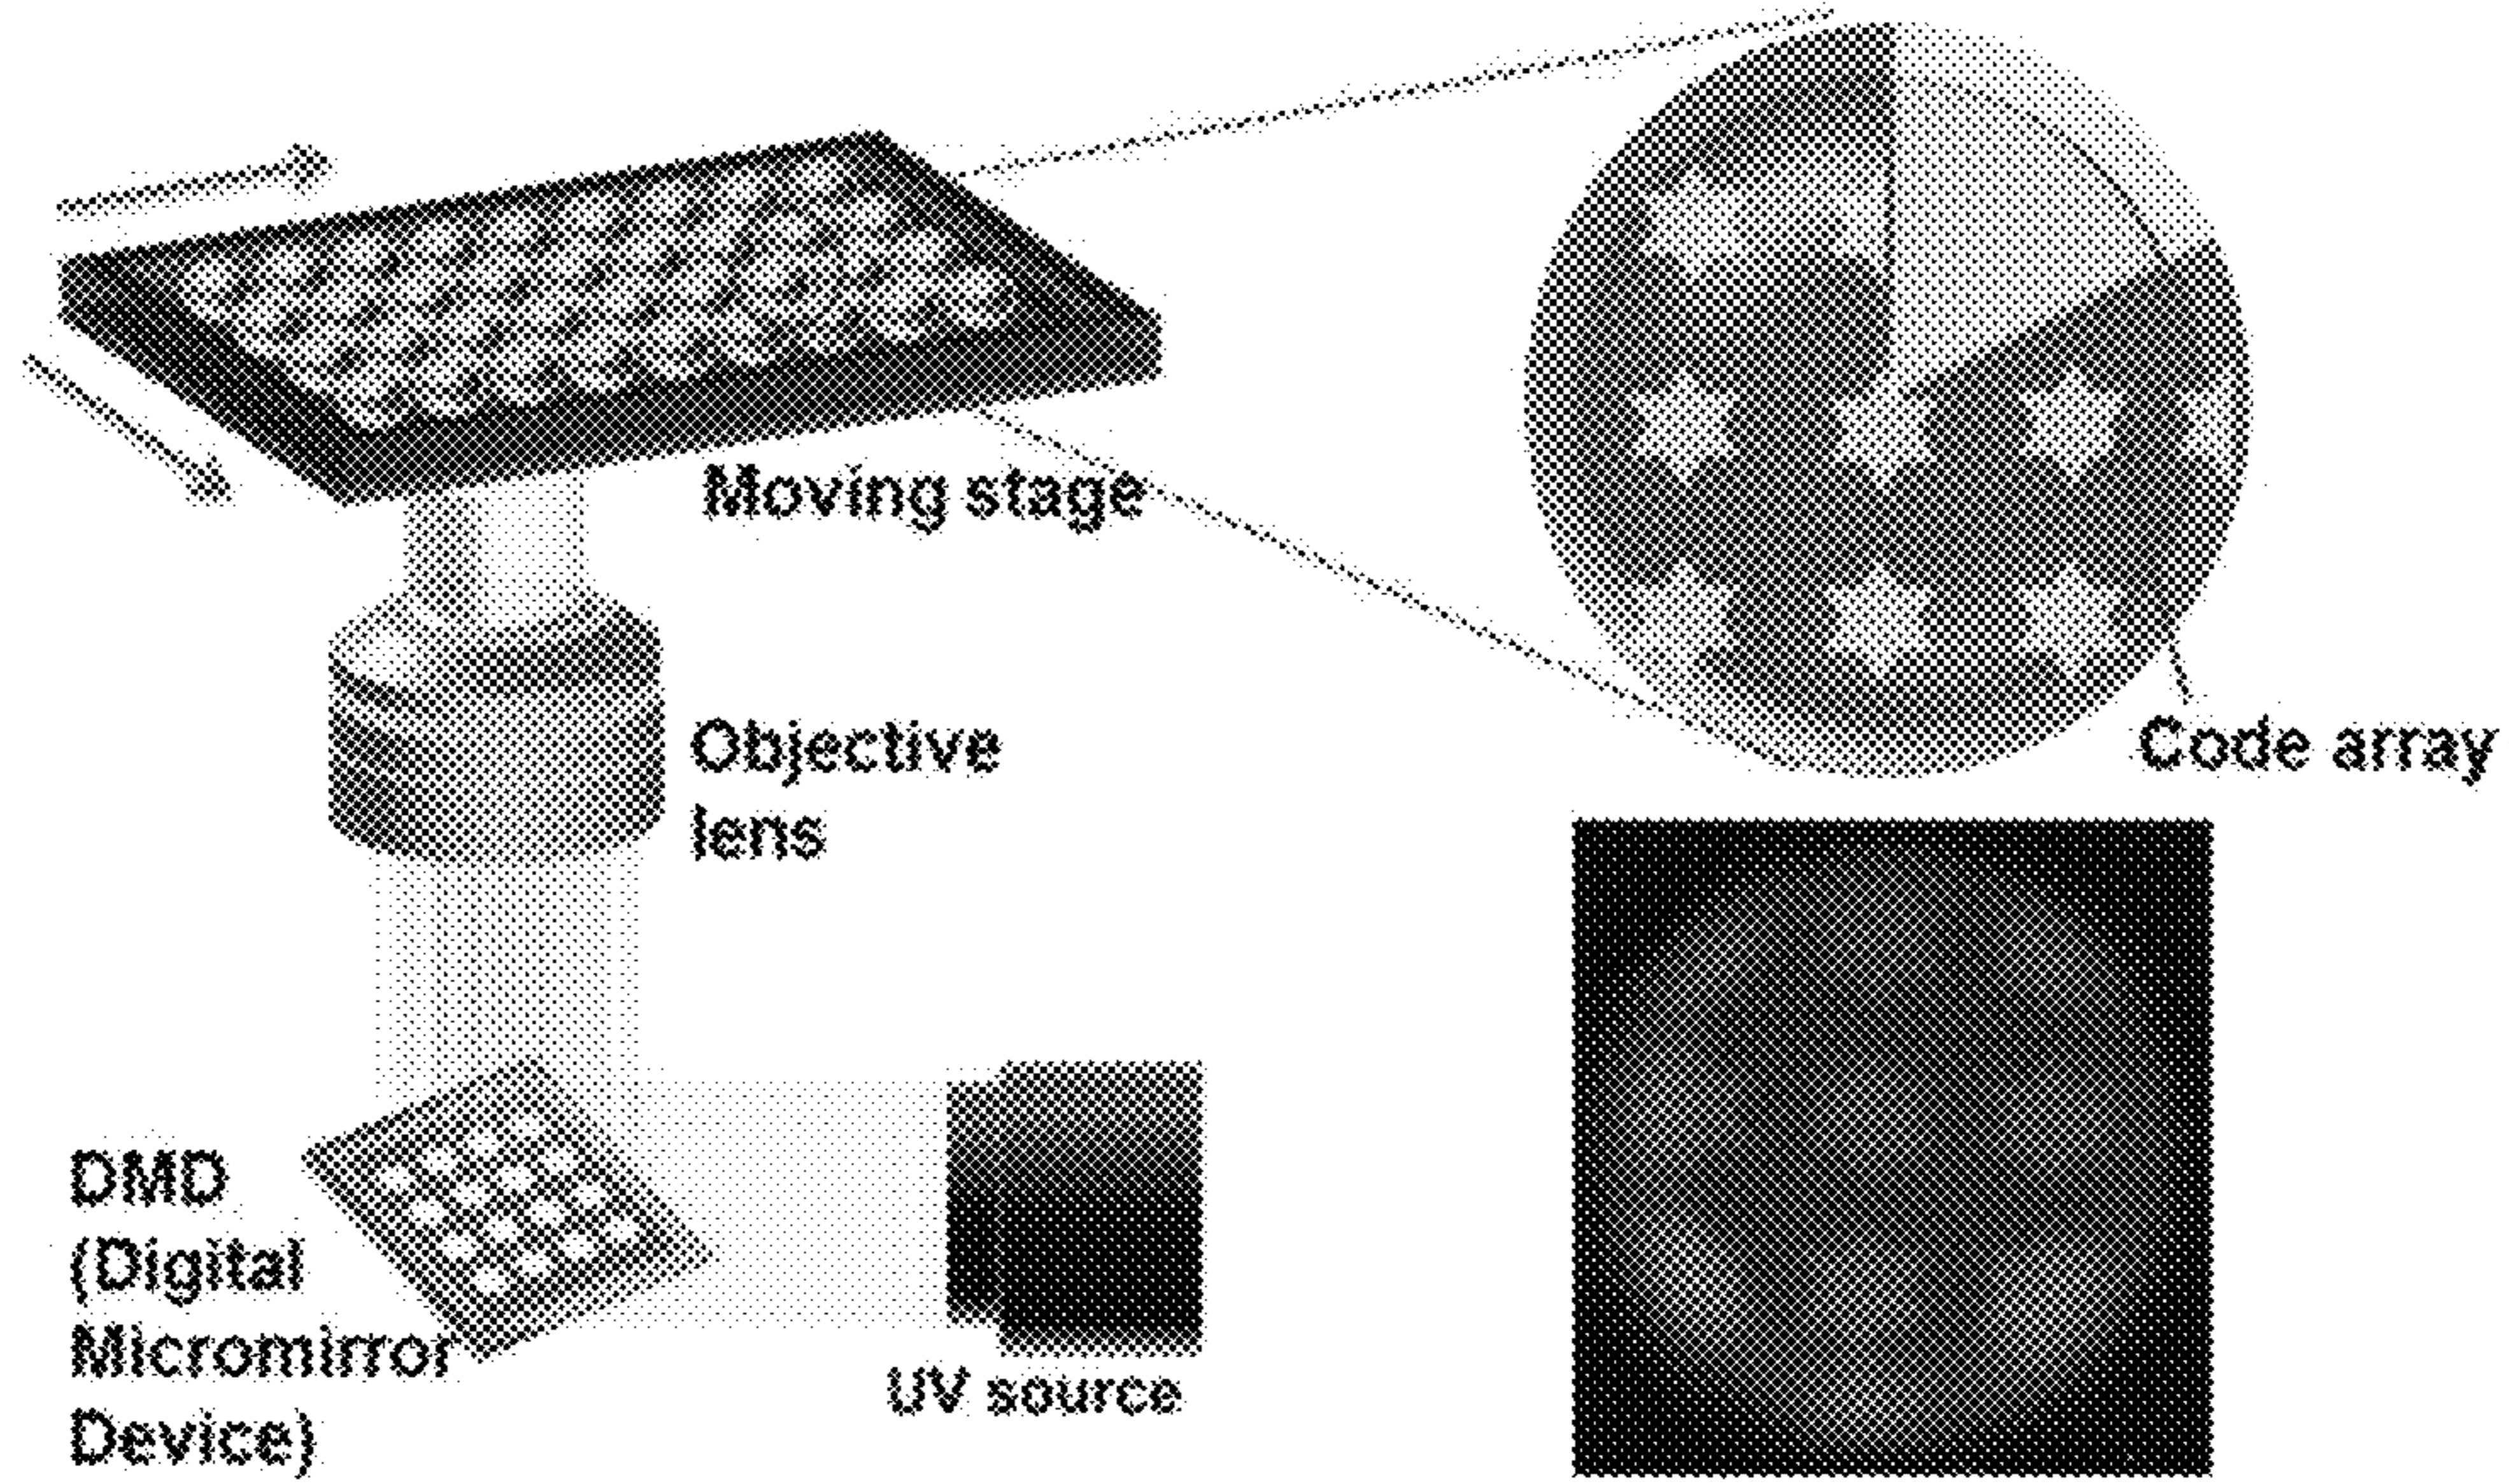 Moving stage
Objective
lens
Code array
DMD
(Digital
Micromirror
Device)
UV source